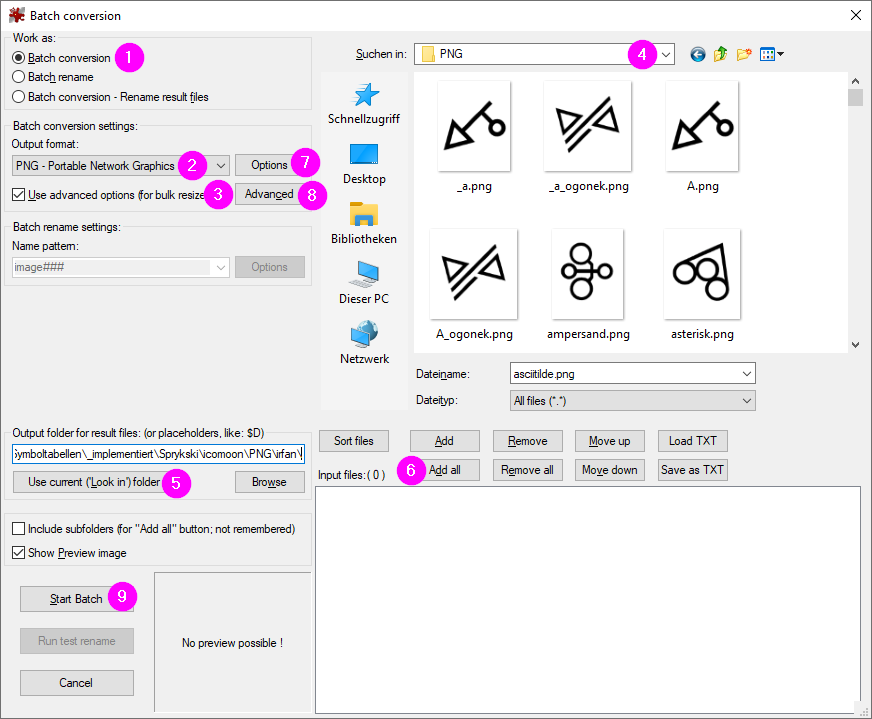 Batch conversion
Work as:
Batch conversion 1
Batch rename
Batch conversion - Rename result files
Batch conversion settings:
Output format:
PNG - Portable Network Graphics 2
Options 7
Use advanced options (for bulk resize 3
Advanced 8
Batch rename settings:
Name pattern:
image###
Options
Suchen in: PNG 4
Schnellzugriff
Desktop
Bibliotheken
Dieser PC
Netzwerk
_a.png
_a_ogonek.png
A.png
A_ogonek.png
ampersand.png
asterisk.png
Dateiname: asciitilde.png
Dateityp: All files (*.*)
Output folder for result files: (or placeholders, like: $D)
Symboltabellen\_implementiert\Sprykski\icomoon\PNG\irfan\
Use current ('Look in') folder 5
Browse
Sort files
Add
Remove
Move up
Load TXT
Input files: ( 0 )
6 Add all
Remove all
Move down
Save as TXT
Include subfolders (for "Add all" button; not remembered)
Show Preview image
Start Batch 9
Run test rename
Cancel
No preview possible !